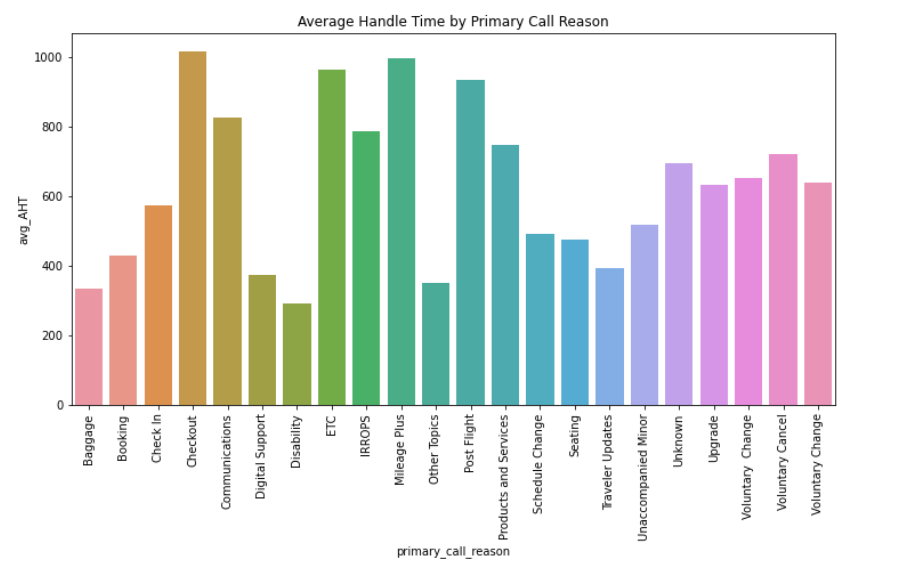 Average Handle Time by Primary Call Reason
avg_AHT
1000
800
600
400
200
0
Baggage
Booking
Check In
Checkout
Communications
Digital Support
Disability
ETC
IRROPS
Mileage Plus
Other Topics
Post Flight
Products and Services
Schedule Change
Seating
Traveler Updates
Unaccompanied Minor
Unknown
Upgrade
Voluntary  Change
Voluntary Cancel
Voluntary Change
primary_call_reason